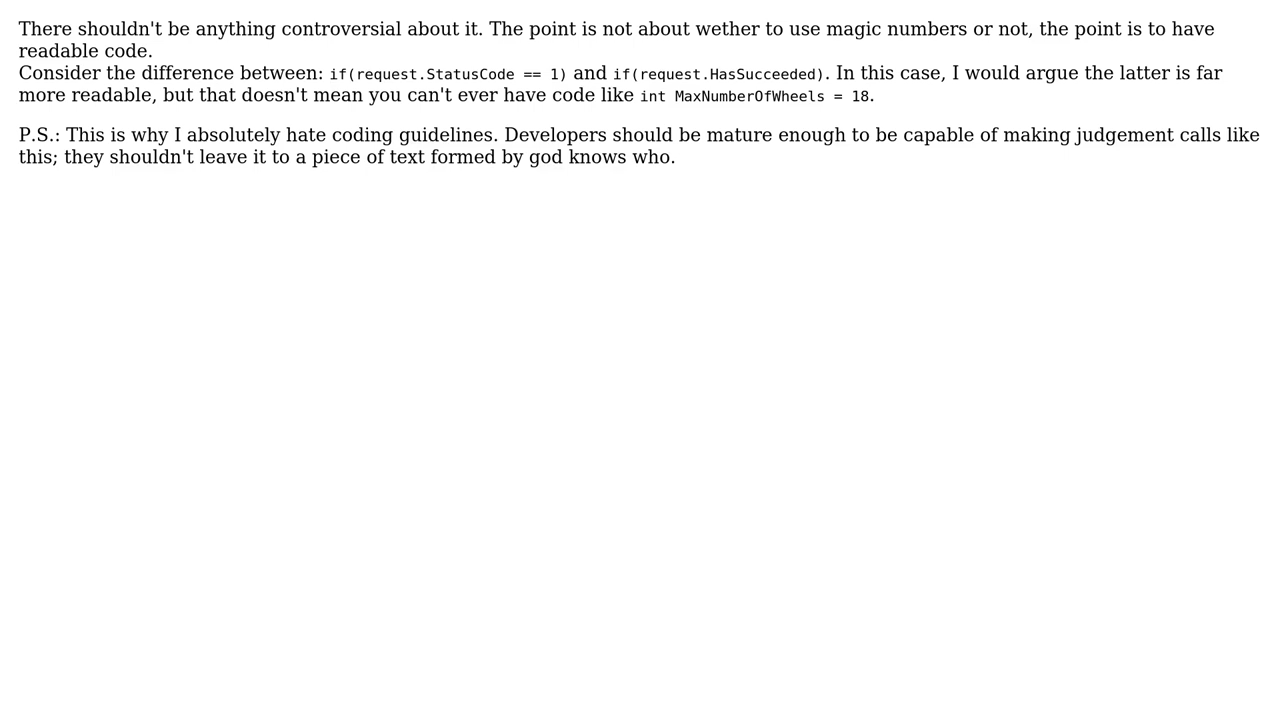 There shouldn't be anything controversial about it. The point is not about wether to use magic numbers or not, the point is to have
readable code.
Consider the difference between: if(request.StatusCode == 1) and if(request.HasSucceeded). In this case, I would argue the latter is far
more readable, but that doesn't mean you can't ever have code like int MaxNumberOfWheels = 18.
P.S.: This is why I absolutely hate coding guidelines. Developers should be mature enough to be capable of making judgement calls like
this; they shouldn't leave it to a piece of text formed by god knows who.